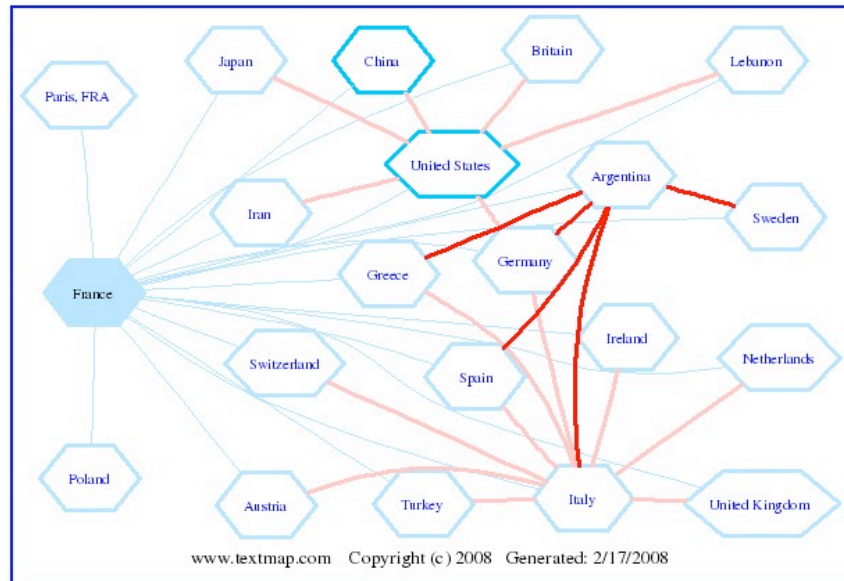 Japan
China
Britain
Lebanon
Paris, FRA
United States
Argentina
Iran
Sweden
Greece
Germany
France
Ireland
Switzerland
Spain
Netherlands
Poland
Austria
Turkey
Italy
United Kingdom
www.textmap.com Copyright (c) 2008 Generated: 2/17/2008